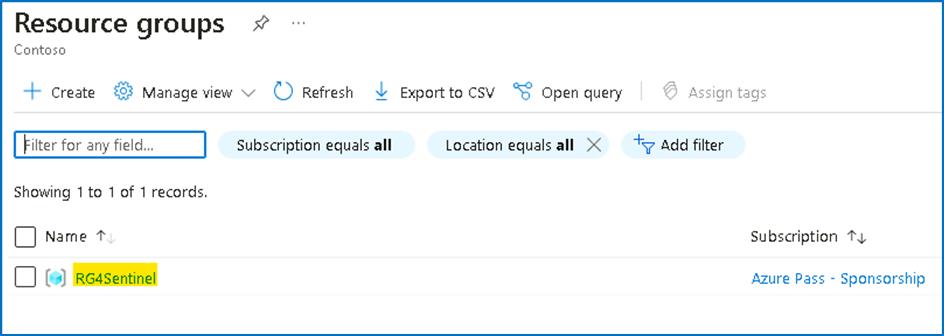 Resource groups
Contoso
Create Manage view Refresh Export to CSV Open query Assign tags
Filter for any field... Subscription equals all Location equals all Add filter
Showing 1 to 1 of 1 records.
Name Subscription
RG4Sentinel Azure Pass - Sponsorship